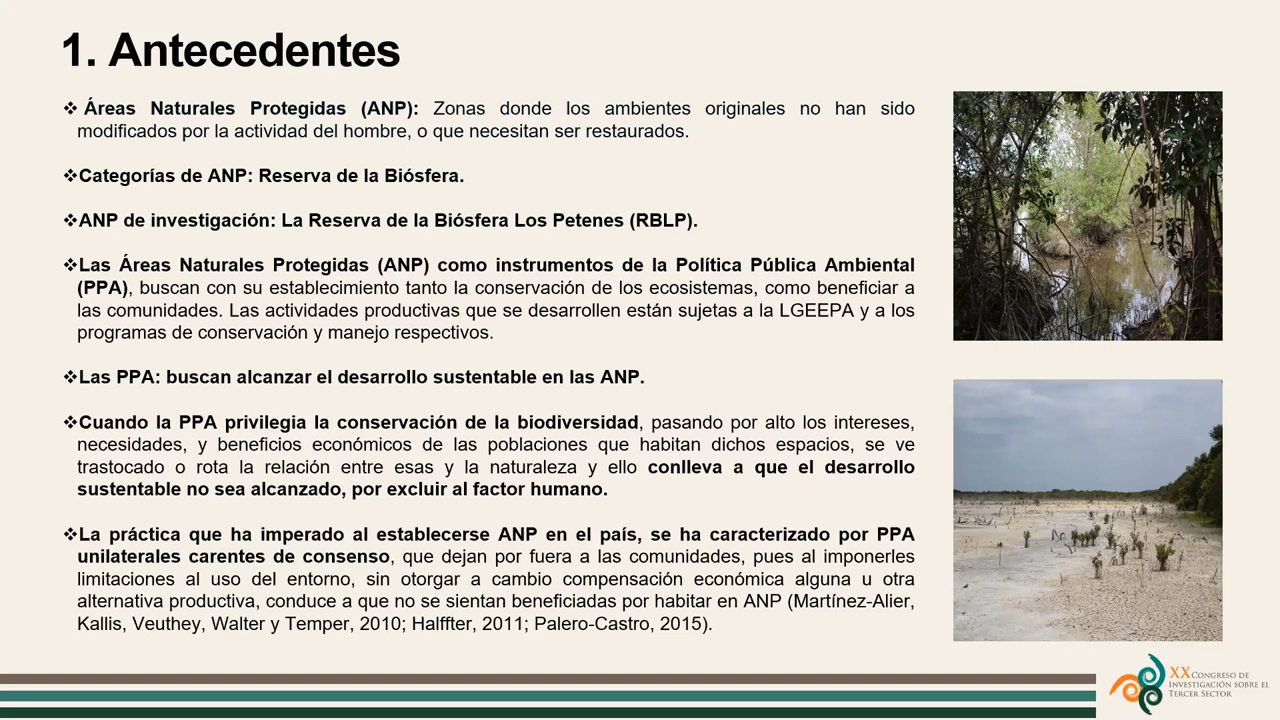 1. Antecedentes
❖ Áreas Naturales Protegidas (ANP): Zonas donde los ambientes originales no han sido
modificados por la actividad del hombre, o que necesitan ser restaurados.
❖Categorías de ANP: Reserva de la Biósfera.
❖ANP de investigación: La Reserva de la Biósfera Los Petenes (RBLP).
❖Las Áreas Naturales Protegidas (ANP) como instrumentos de la Política Pública Ambiental
(PPA), buscan con su establecimiento tanto la conservación de los ecosistemas, como beneficiar a
las comunidades. Las actividades productivas que se desarrollen están sujetas a la LGEEPA y a los
programas de conservación y manejo respectivos.
❖Las PPA: buscan alcanzar el desarrollo sustentable en las ANP.
❖Cuando la PPA privilegia la conservación de la biodiversidad, pasando por alto los intereses,
necesidades, y beneficios económicos de las poblaciones que habitan dichos espacios, se ve
trastocado o rota la relación entre esas y la naturaleza y ello conlleva a que el desarrollo
sustentable no sea alcanzado, por excluir al factor humano.
❖La práctica que ha imperado al establecerse ANP en el país, se ha caracterizado por PPA
unilaterales carentes de consenso, que dejan por fuera a las comunidades, pues al imponerles
limitaciones al uso del entorno, sin otorgar a cambio compensación económica alguna u otra
alternativa productiva, conduce a que no se sientan beneficiadas por habitar en ANP (Martínez-Alier,
Kallis, Veuthey, Walter y Temper, 2010; Halffter, 2011; Palero-Castro, 2015).
XX CONGRESO DE
INVESTIGACIÓN SOBRE EL
TERCER SECTOR